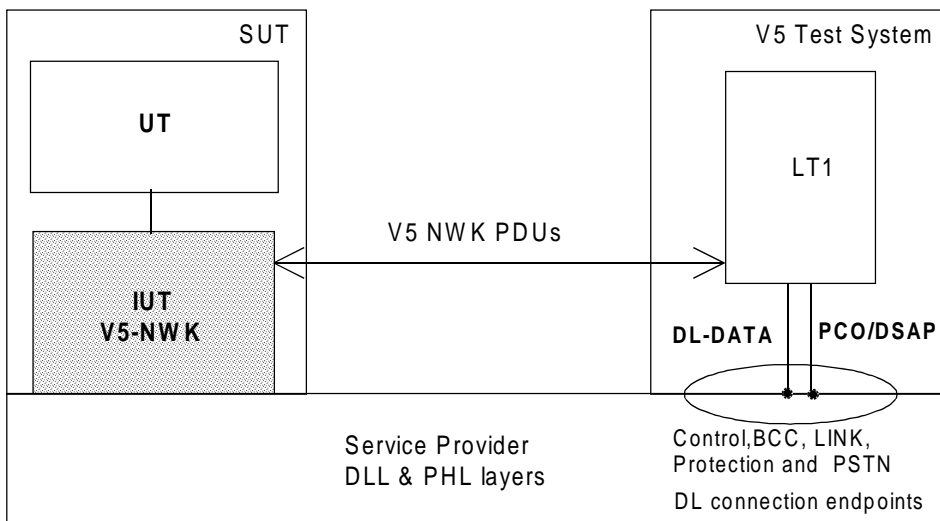 SUT
V5 Test System
UT
LT1
V5 NWK PDUs
IUT
V5-NWK
DL-DATA
PCO/DSAP
Service Provider
DLL & PHL layers
Control,BCC, LINK,
Protection and PSTN
DL connection endpoints